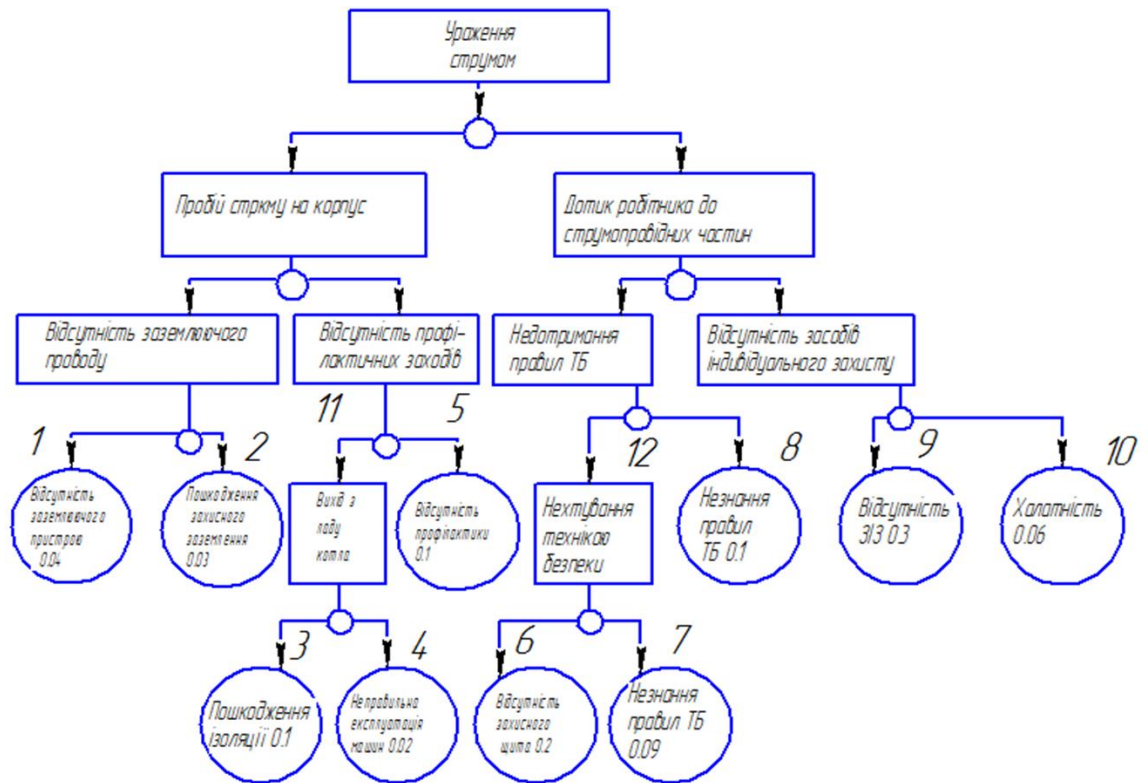 Ураження
струмом
Пробій стркму на корпус
Дотик робітника до
струмопровідних частин
Відсутність заземлюючого
проводу
Відсутність профі-
лактичних заходів
Недотримання
правил ТБ
Відсутність засобів
індивідуального захисту
1
2
11
5
12
8
9
10
Відсутність
заземлюючого
пристрою
0.04
Пошкодження
захисного
заземлення
0.03
Вихід з
ладу
котла
Відсутність
профілактики
0.1
Нехтування
технікою
безпеки
Незнання
правил
ТБ 0.1
Відсутність
ЗІЗ 0.3
Халатність
0.06
3
4
6
7
Пошкодження
ізоляції 0.1
Неправильна
експлуатація
машин 0.02
Відсутність
захисного
щита 0.2
Незнання
правил ТБ
0.09